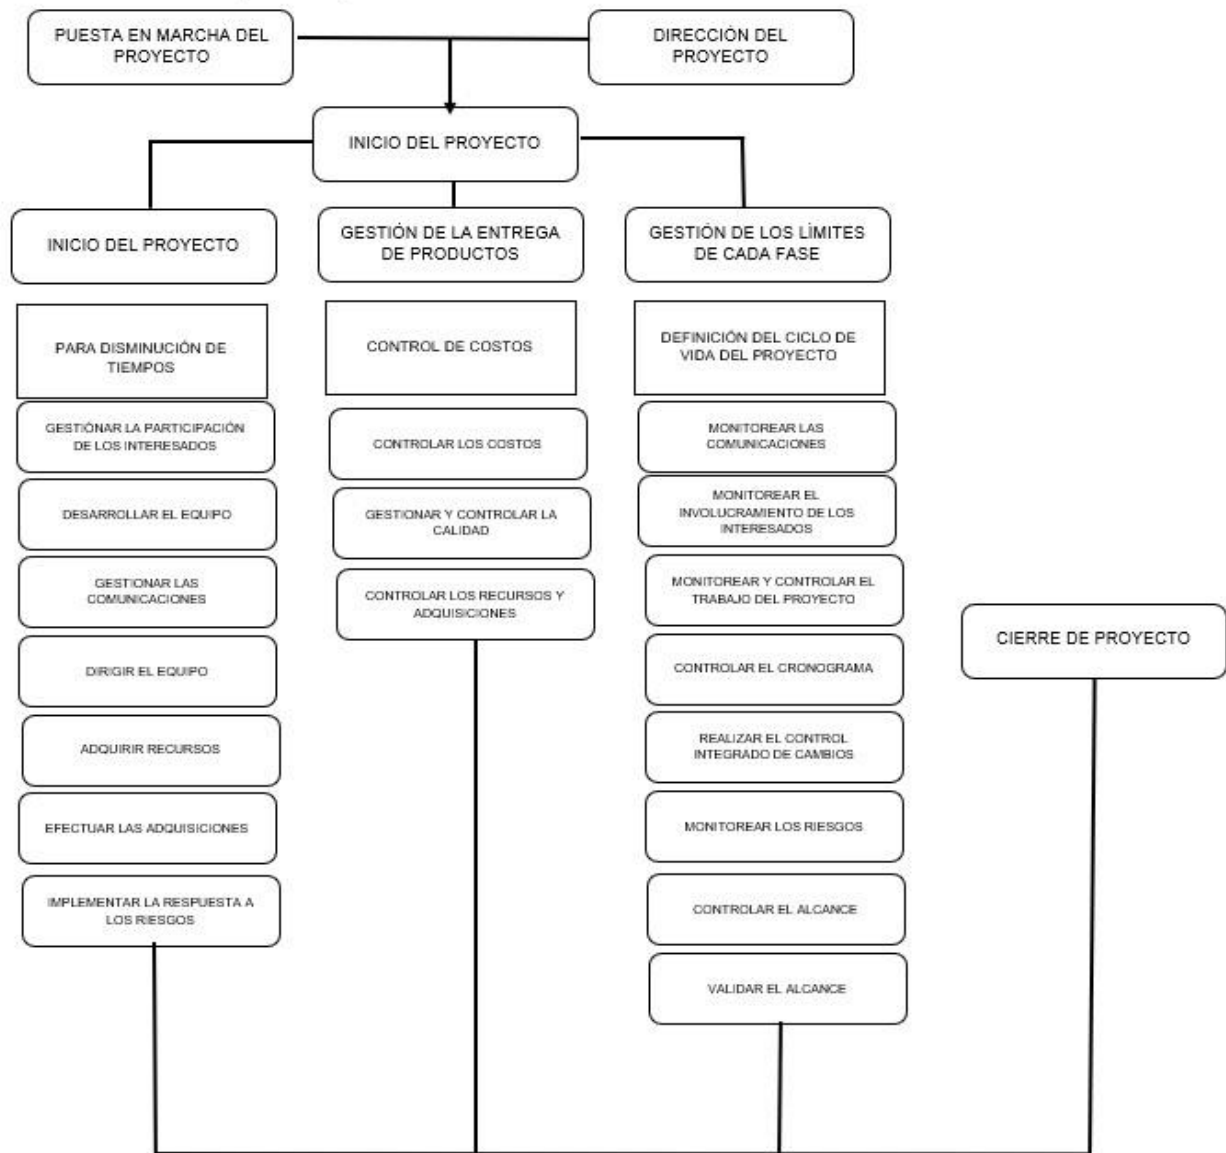 PUESTA EN MARCHA DEL
PROYECTO
DIRECCIÓN DEL
PROYECTO
INICIO DEL PROYECTO
INICIO DEL PROYECTO
GESTIÓN DE LA ENTREGA
DE PRODUCTOS
GESTIÓN DE LOS LÍMITES
DE CADA FASE
PARA DISMINUCIÓN DE
TIEMPOS
CONTROL DE COSTOS
DEFINICIÓN DEL CICLO DE
VIDA DEL PROYECTO
GESTIÓNAR LA PARTICIPACIÓN
DE LOS INTERESADOS
DESARROLLAR EL EQUIPO
GESTIONAR LAS
COMUNICACIONES
DIRIGIR EL EQUIPO
ADQUIRIR RECURSOS
EFECTUAR LAS ADQUISICIONES
IMPLEMENTAR LA RESPUESTA A
LOS RIESGOS
CONTROLAR LOS COSTOS
GESTIONAR Y CONTROLAR LA
CALIDAD
CONTROLAR LOS RECURSOS Y
ADQUISICIONES
MONITOREAR LAS
COMUNICACIONES
MONITOREAR EL
INVOLUCRAMIENTO DE LOS
INTERESADOS
MONITOREAR Y CONTROLAR EL
TRABAJO DEL PROYECTO
CONTROLAR EL CRONOGRAMA
REALIZAR EL CONTROL
INTEGRADO DE CAMBIOS
MONITOREAR LOS RIESGOS
CONTROLAR EL ALCANCE
VALIDAR EL ALCANCE
CIERRE DE PROYECTO